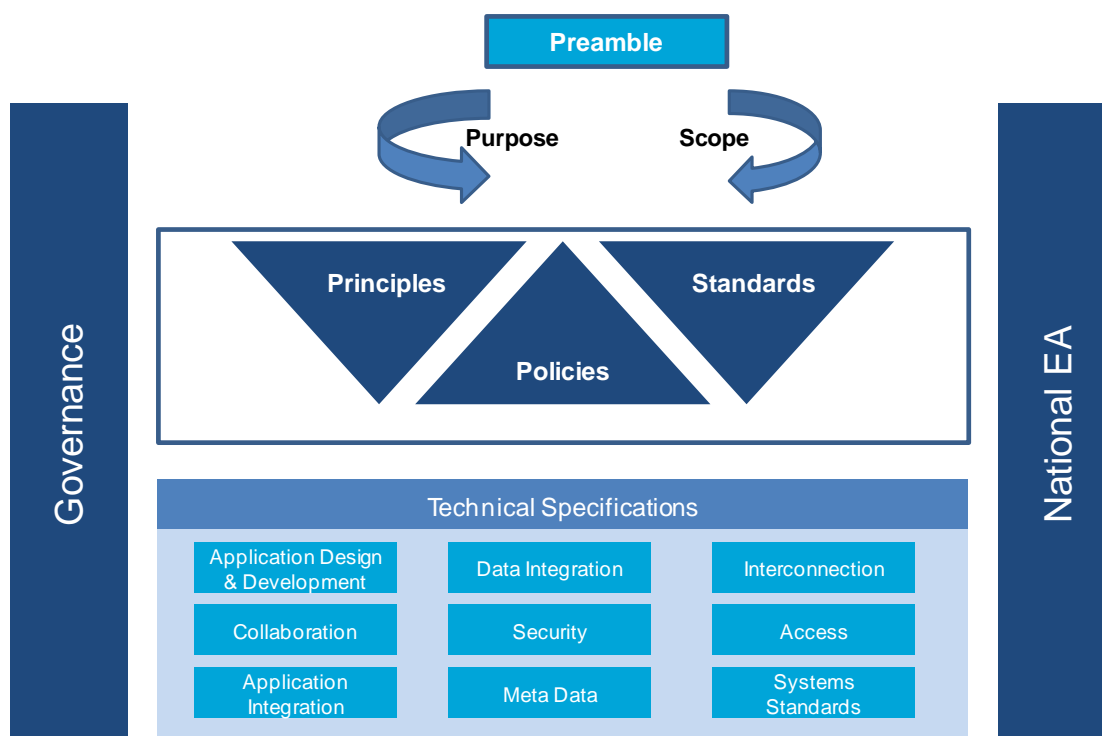 Preamble
Purpose
Scope
Governance
Principles
Policies
Standards
National EA
Technical Specifications
Application Design
& Development
Data Integration
Interconnection
Collaboration
Security
Access
Application
Integration
Meta Data
Systems
Standards